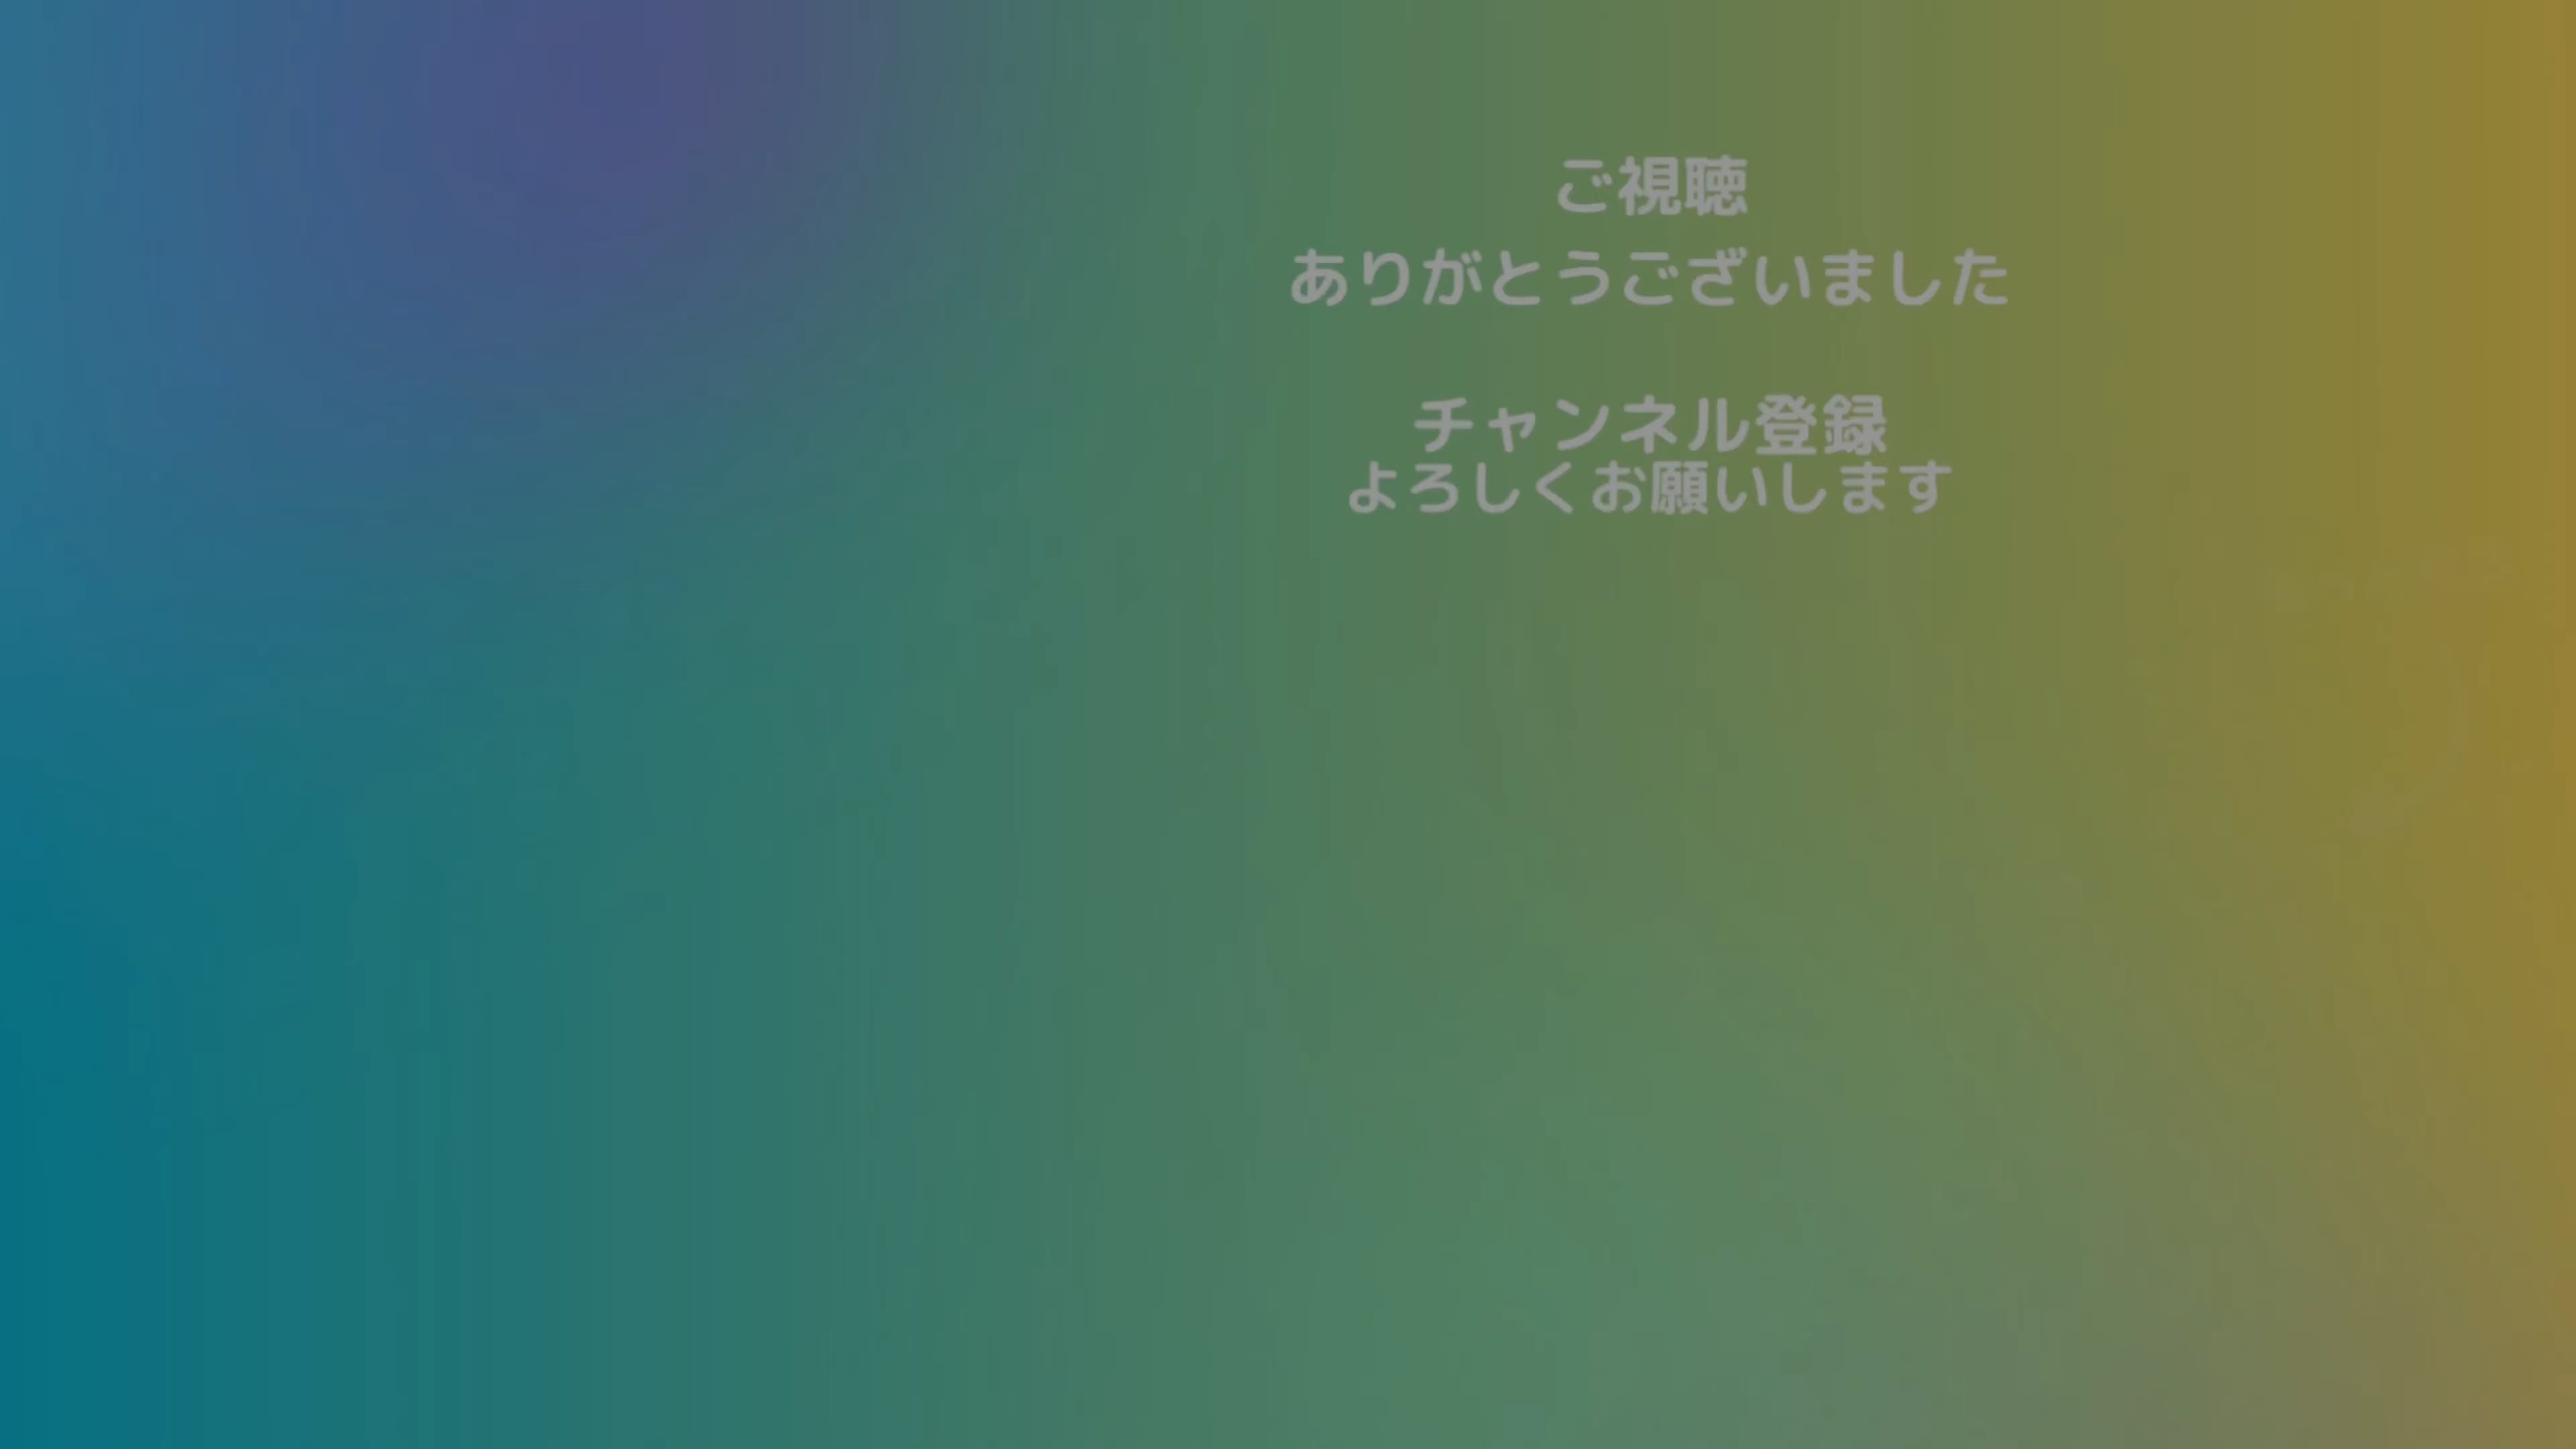 ご視聴
ありがとうございました
チャンネル登録
よろしくお願いします